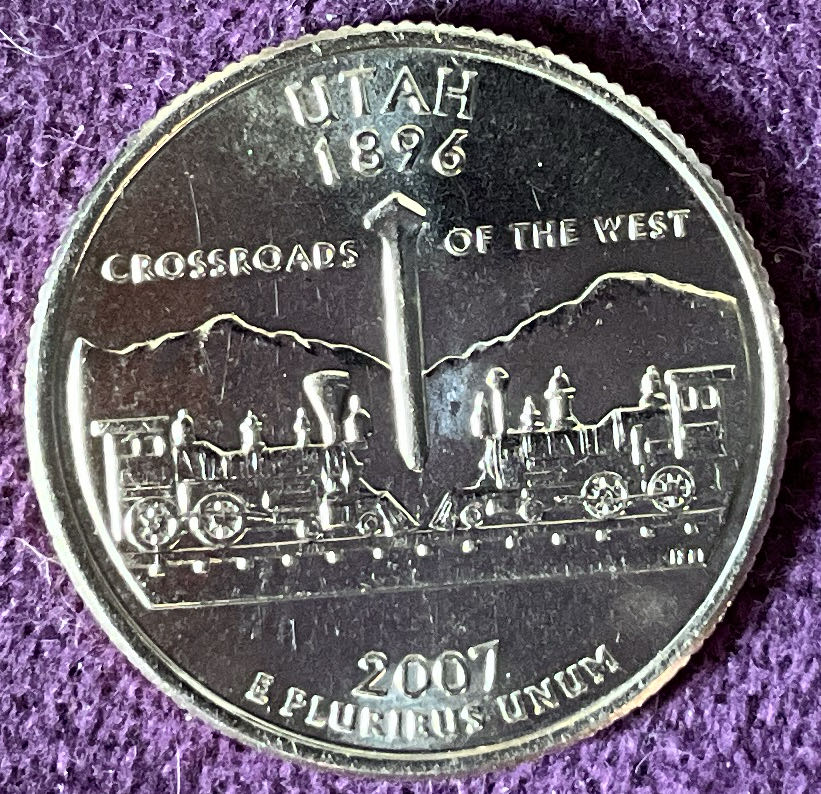 UTAH
1896
CROSSROADS OF THE WEST
2007
E PLURIBUS UNUM